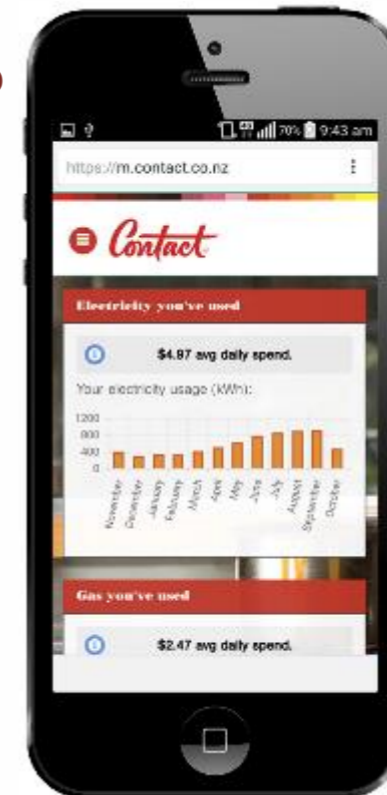 4G 70% 9:43 am
https://m.contact.co.nz
Contact
Electricity you've used
$4.97 avg daily spend.
Your electricity usage (kWh):
1200
800
400
0
November
December
January
February
March
April
May
June
July
August
September
October
Gas you've used
$2.47 avg daily spend.